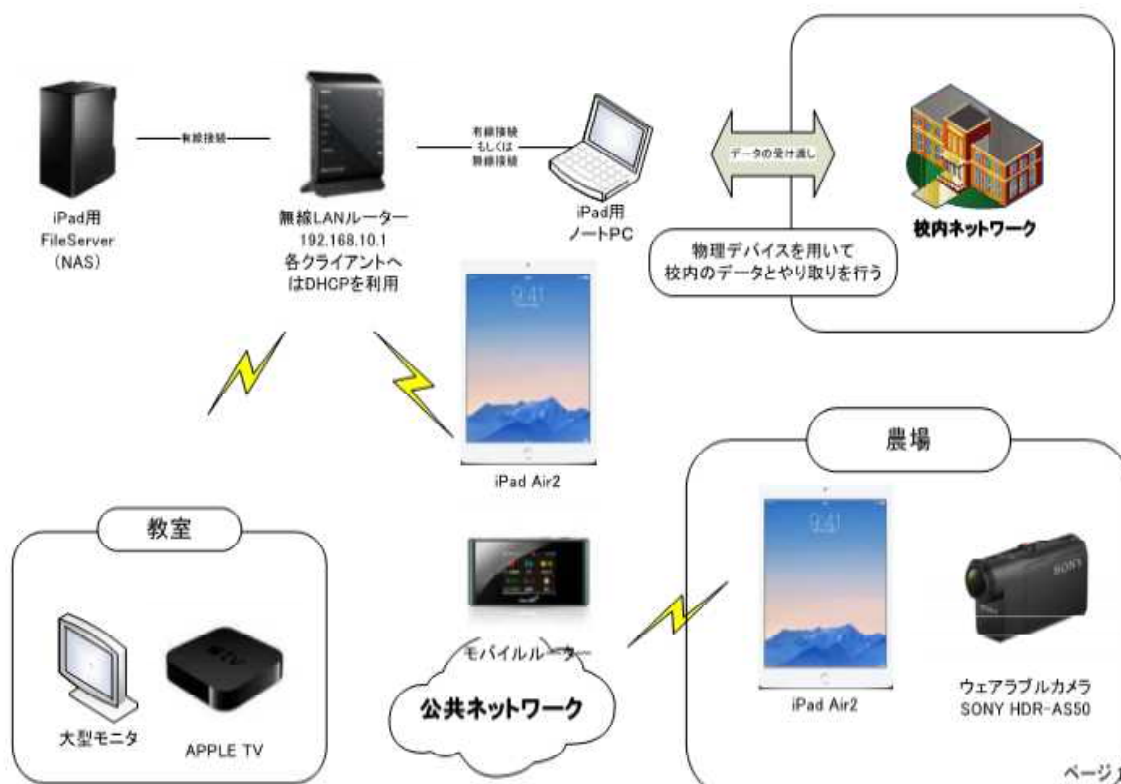 有線接続
有線接続
もしくは
無線接続
データの受け渡し
iPad用
FileServer
(NAS)
無線LANルーター
192.168.10.1
各クライアントへ
はDHCPを利用
iPad用
ノートPC
校内ネットワーク
物理デバイスを用いて
校内のデータとやり取りを行う
9:41
iPad Air2
農場
教室
9:41
SONY
tv
モバイルルーター
公共ネットワーク
大型モニタ
APPLE TV
iPad Air2
ウェアラブルカメラ
SONY HDR-AS50
ページ